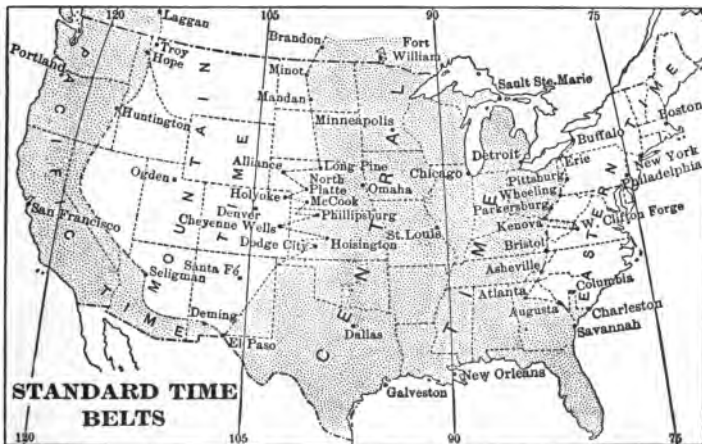 120
105
90
75
Laggan
Troy
Hope
Portland
Brandon
Fort
William
Minot
Mandan
Sault Ste. Marie
Minneapolis
Huntington
Boston
Buffalo
Detroit
Erie
New York
Alliance
Long Pine
Chicago
Pittsburg
Philadelphia
Ogden
North
Platte
Omaha
Wheeling
Holyoke
McCook
Parkersburg
San Francisco
Denver
Phillipsburg
Cheyenne Wells
St. Louis
Kenova
W. Clifton Forge
Dodge City
Hoisington
Bristol
Seligman
Santa Fé
Asheville
Atlanta
Columbia
Deming
Augusta
Charleston
El Paso
Dallas
Savannah
Galveston
New Orleans
PACIFIC TIME
MOUNTAIN TIME
CENTRAL TIME
EASTERN TIME
STANDARD TIME
BELTS
120
105
90
75